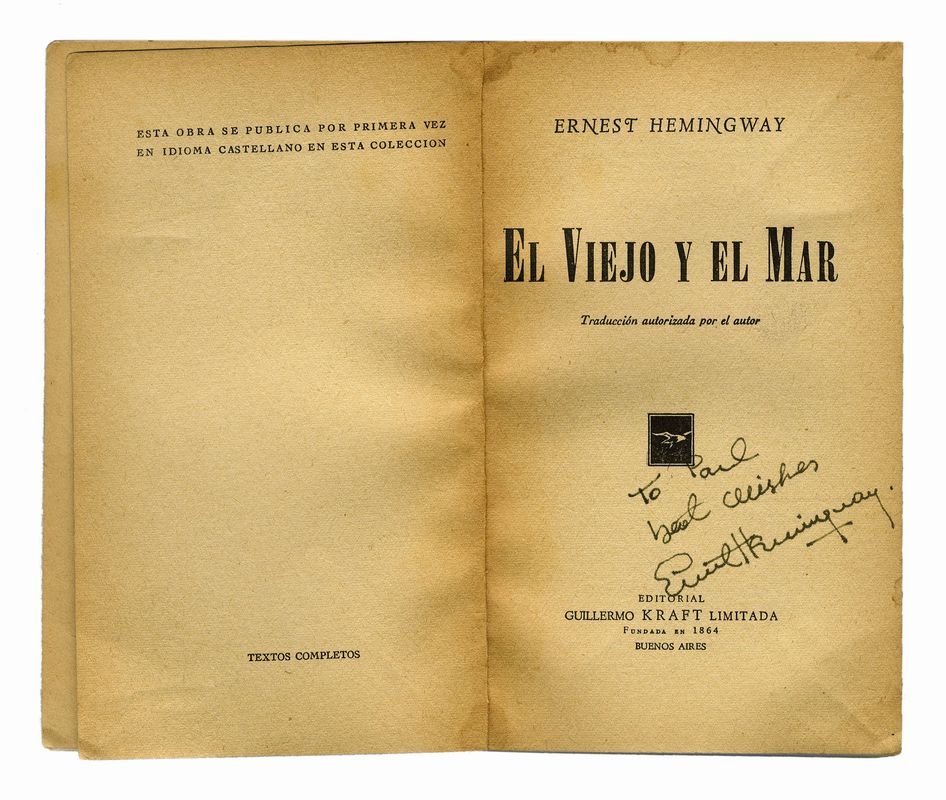 ESTA OBRA SE PUBLICA POR PRIMERA VEZ
EN IDIOMA CASTELLANO EN ESTA COLECCION
TEXTOS COMPLETOS
ERNEST HEMINGWAY
EL VIEJO Y EL MAR
Traducción autorizada por el autor
To Paul
best wishes
Ernest Hemingway.
EDITORIAL
GUILLERMO KRAFT LIMITADA
FUNDADA EN 1864
BUENOS AIRES